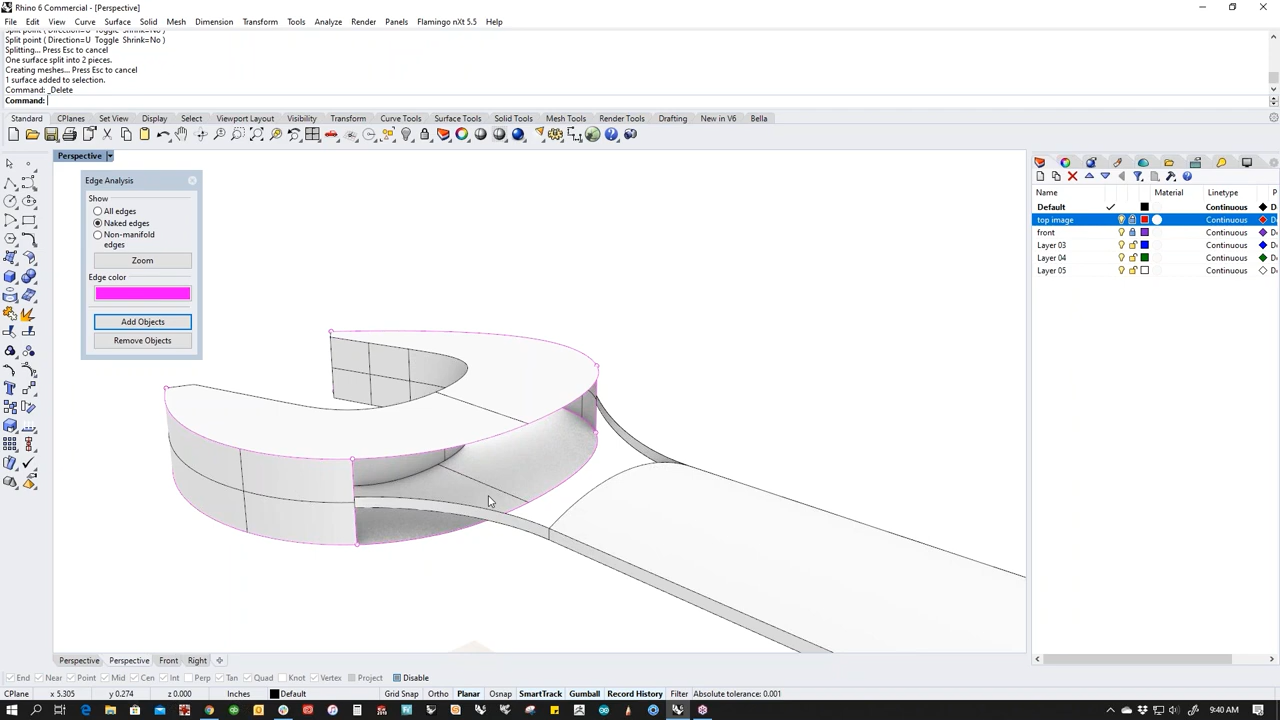 Rhino 6 Commercial - [Perspective]
File Edit View Curve Surface Solid Mesh Dimension Transform Tools Analyze Render Panels Flamingo nXt 5.5 Help
Split point ( Direction=U Toggle Shrink=No )
Split point ( Direction=U Toggle Shrink=No )
Splitting... Press Esc to cancel
One surface split into 2 pieces.
Creating meshes... Press Esc to cancel
1 surface added to selection.
Command: _Delete
Command:
Standard CPlanes Set View Display Select Viewport Layout Visibility Transform Curve Tools Surface Tools Solid Tools Mesh Tools Render Tools Drafting New in V6 Bella
Perspective
Edge Analysis
Show
All edges
Naked edges
Non-manifold
edges
Zoom
Edge color
Add Objects
Remove Objects
Name Material Linetype P
Default Continuous D
top image Continuous D
front Continuous D
Layer 03 Continuous D
Layer 04 Continuous D
Layer 05 Continuous D
Perspective Perspective Front Right
End Near Point Mid Cen Int Perp Tan Quad Knot Vertex Project Disable
CPlane x 5.305 y 0.274 z 0.000 Inches Default Grid Snap Ortho Planar Osnap SmartTrack Gumball Record History Filter Absolute tolerance: 0.001
9:40 AM